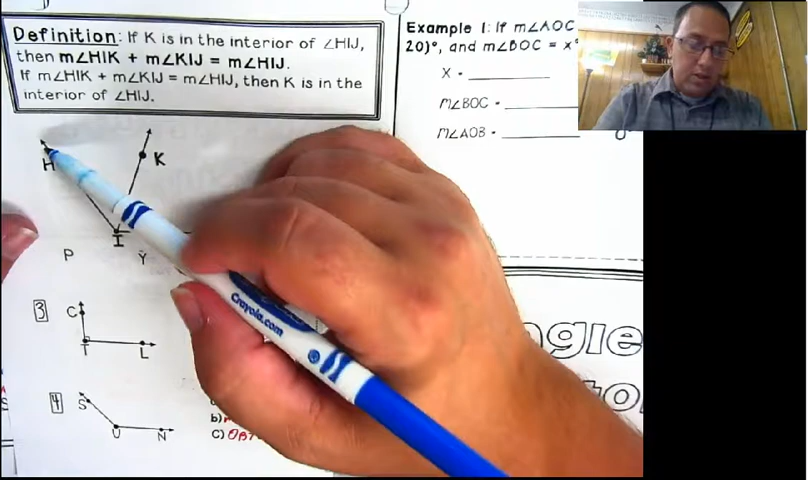 Definition: If K is in the interior of ∠HIJ,
then m∠HIK + m∠KIJ = m∠HIJ.
If m∠HIK + m∠KIJ = m∠HIJ, then K is in the
interior of ∠HIJ.
Example 1: If m∠AOC
20)°, and m∠BOC = x°
x =
m∠BOC =
m∠AOB =
H
K
I
P
Y
3
C
T
L
4
S
U
N
b)
c) OBT
Crayola.com